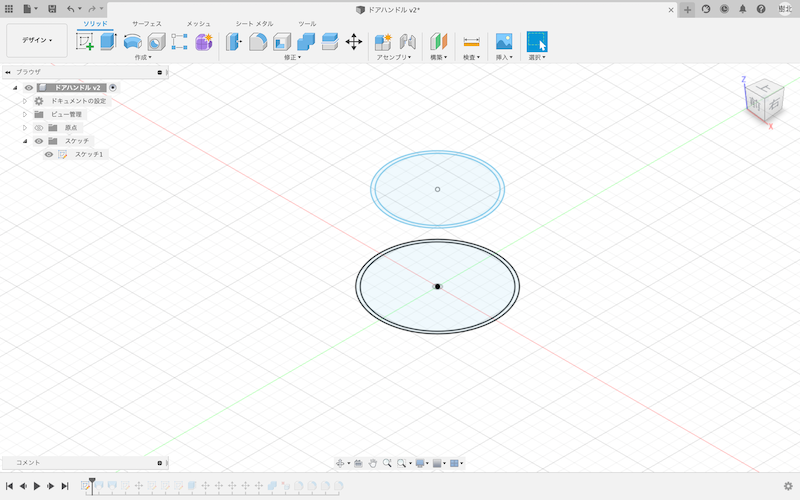 ドアハンドル v2*
樹北
ソリッド
サーフェス
メッシュ
シート メタル
ツール
デザイン
作成
修正
アセンブリ
構築
検査
挿入
選択
ブラウザ
ドアハンドル v2
ドキュメントの設定
ビュー管理
原点
スケッチ
スケッチ1
Z
上
前
右
X
コメント